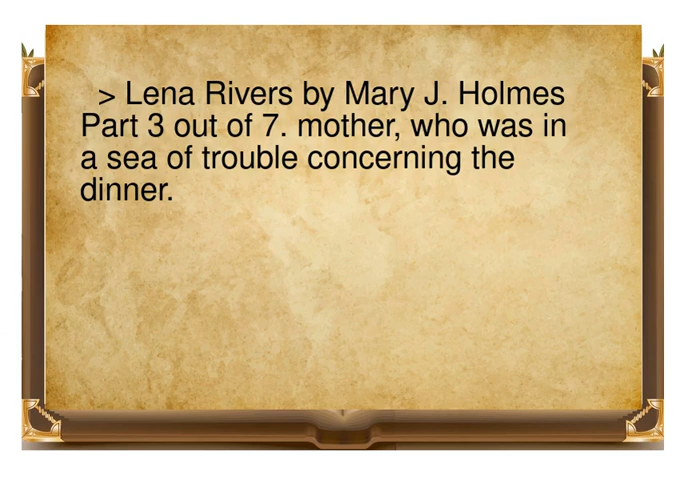 > Lena Rivers by Mary J. Holmes
Part 3 out of 7. mother, who was in
a sea of trouble concerning the
dinner.